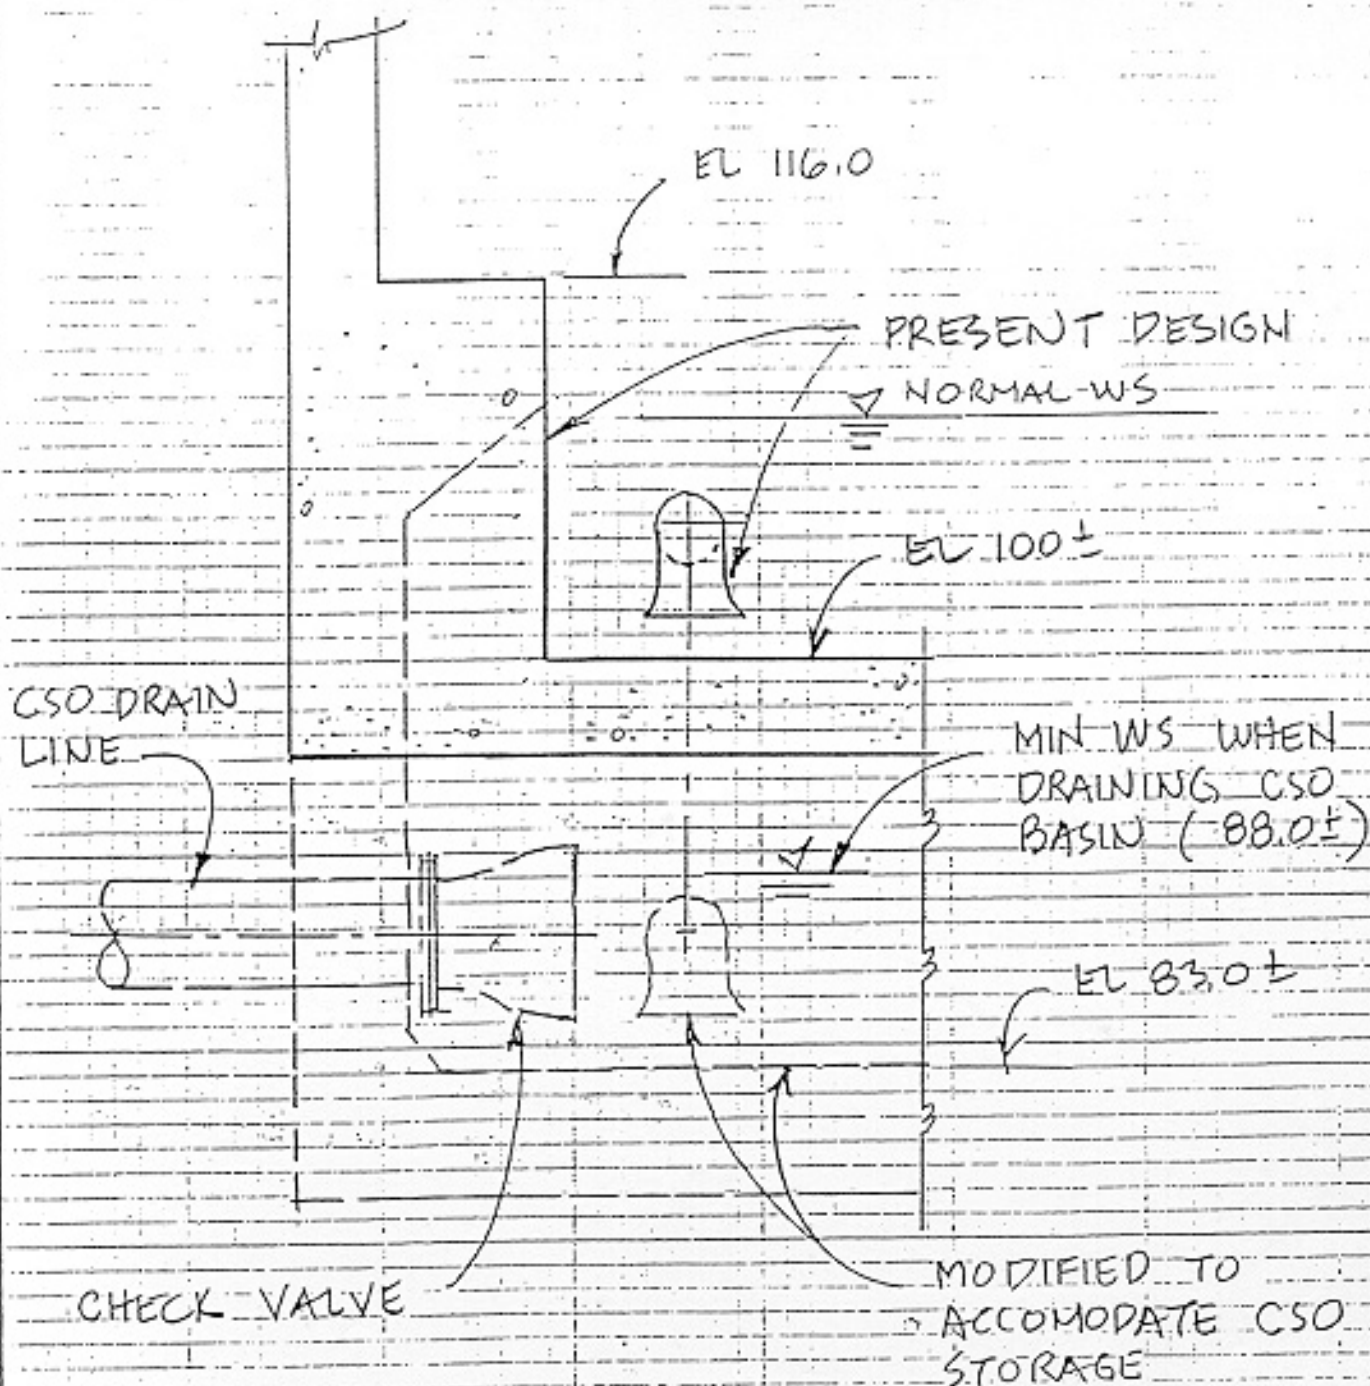 EL 116.0
PRESENT DESIGN
NORMAL WS
EL 100±
CSO DRAIN
LINE
MIN WS WHEN
DRAINING CSO
BASIN (88.0±)
EL 83.0±
CHECK VALVE
MODIFIED TO
ACCOMODATE CSO
STORAGE